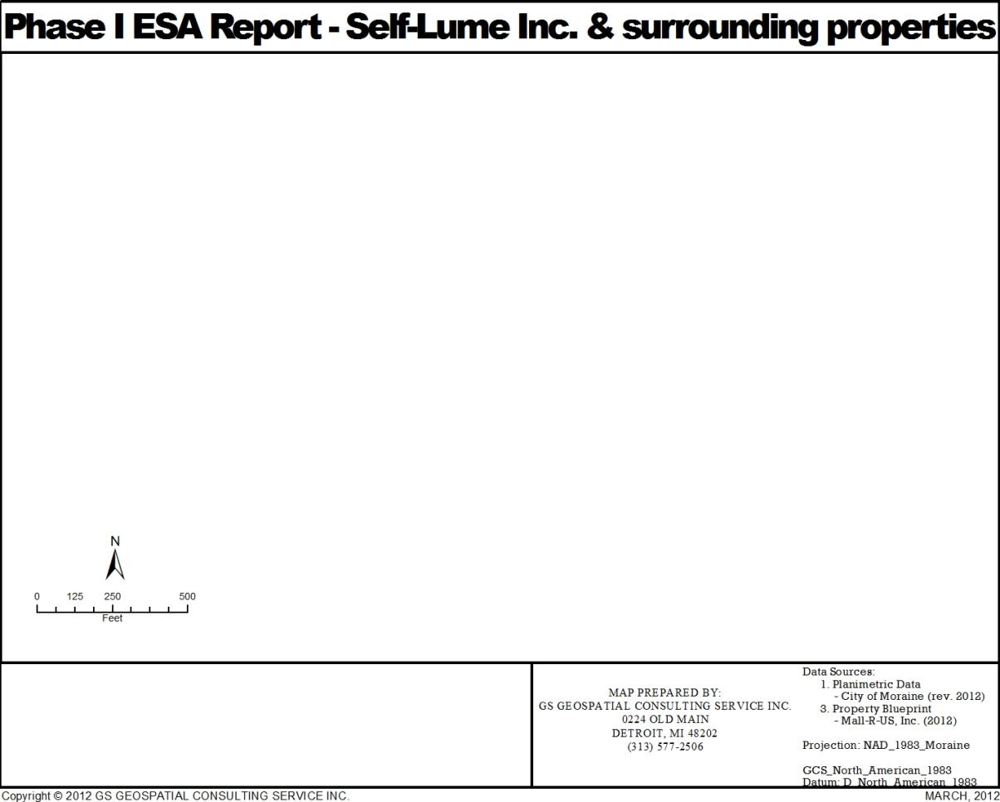 Phase I ESA Report - Self-Lume Inc. & surrounding properties
N
0 125 250 500
Feet
MAP PREPARED BY:
GS GEOSPATIAL CONSULTING SERVICE INC.
0224 OLD MAIN
DETROIT, MI 48202
(313) 577-2506
Data Sources:
1. Planimetric Data
- City of Moraine (rev. 2012)
3. Property Blueprint
- Mall-R-US, Inc. (2012)
Projection: NAD_1983_Moraine
GCS_North_American_1983
Datum: D_North_American_1983
Copyright © 2012 GS GEOSPATIAL CONSULTING SERVICE INC.
MARCH, 2012